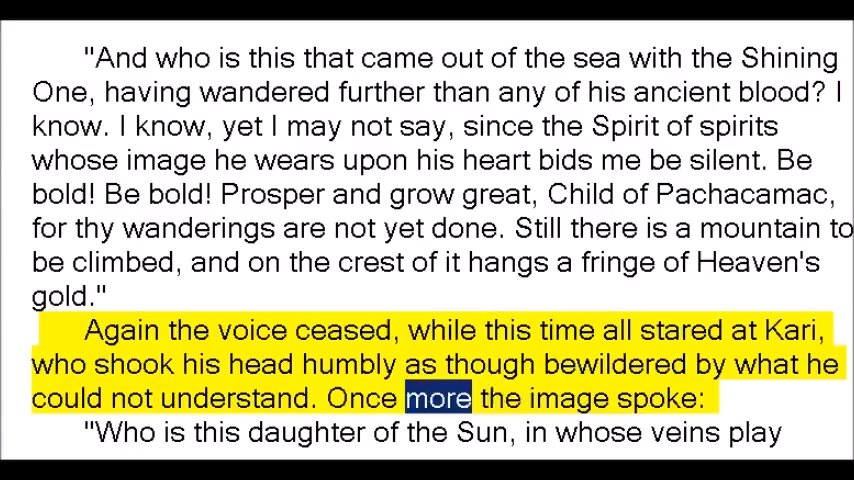 "And who is this that came out of the sea with the Shining
One, having wandered further than any of his ancient blood? I
know. I know, yet I may not say, since the Spirit of spirits
whose image he wears upon his heart bids me be silent. Be
bold! Be bold! Prosper and grow great, Child of Pachacamac,
for thy wanderings are not yet done. Still there is a mountain to
be climbed, and on the crest of it hangs a fringe of Heaven's
gold."
Again the voice ceased, while this time all stared at Kari,
who shook his head humbly as though bewildered by what he
could not understand. Once more the image spoke:
"Who is this daughter of the Sun, in whose veins play